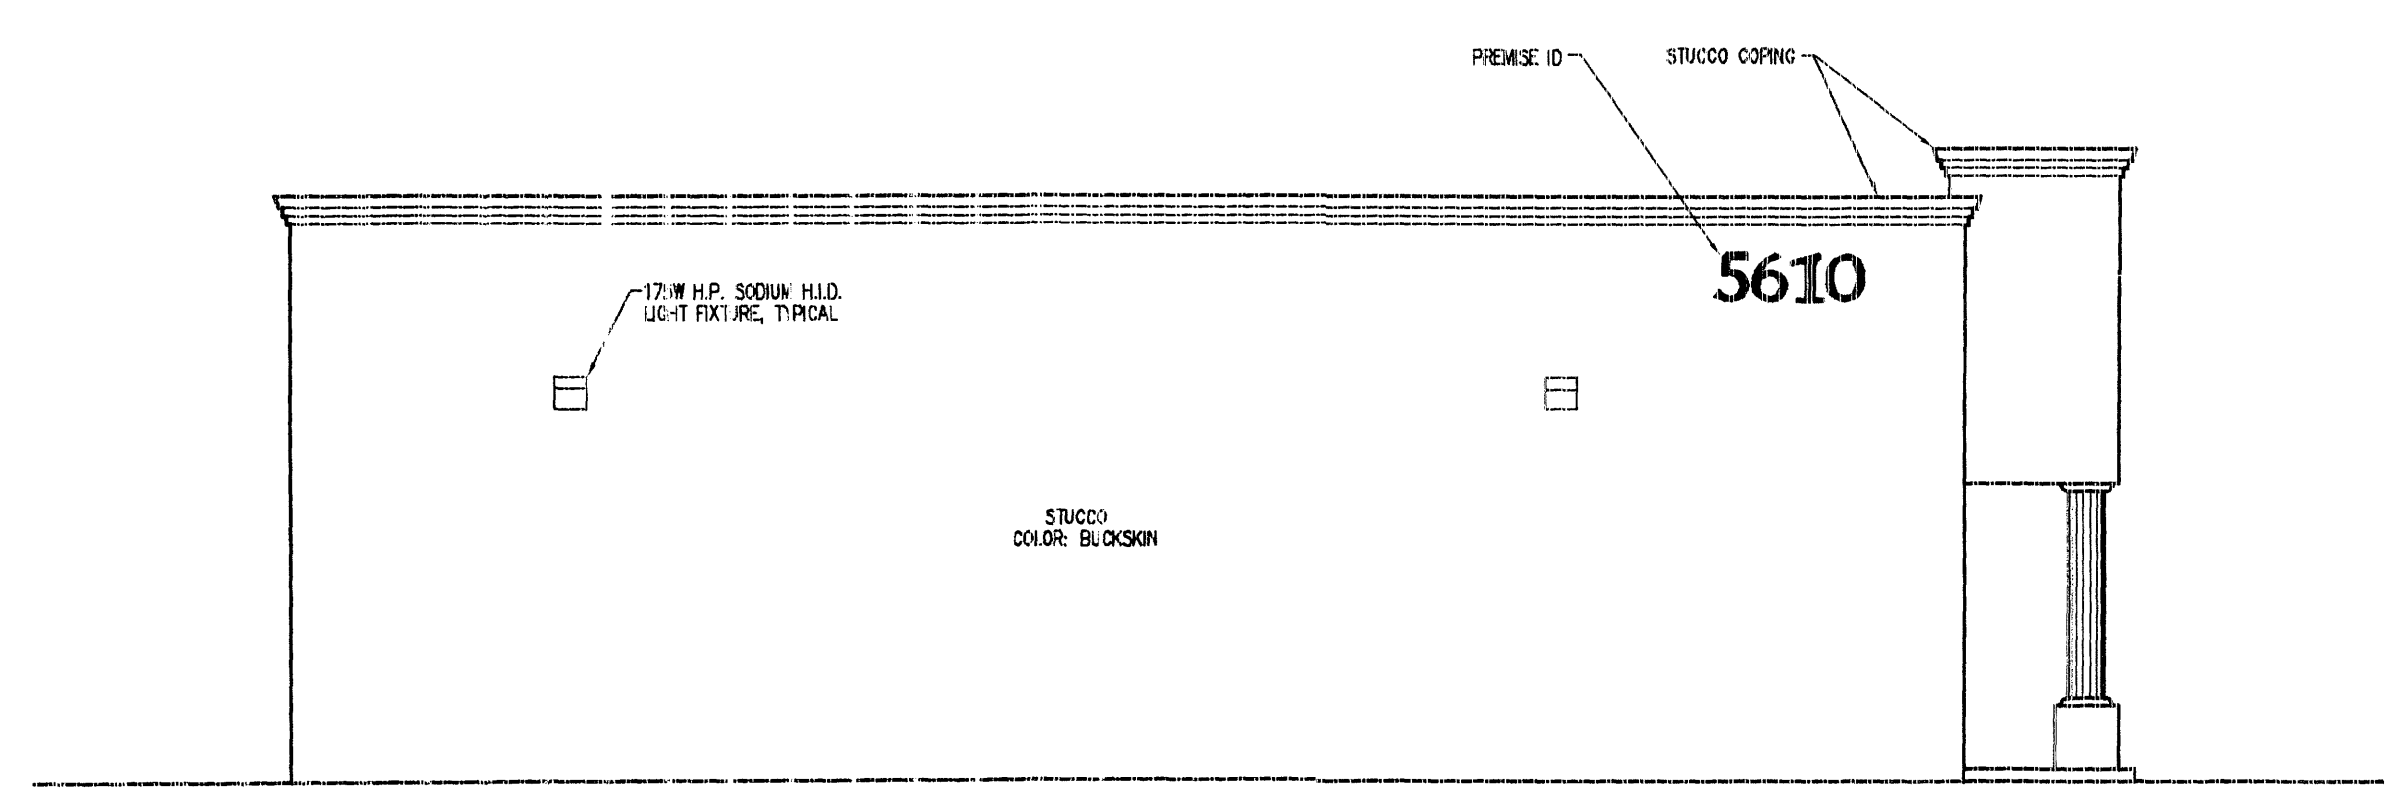 PREMISE ID
STUCCO COPING
5610
175W H.P. SODIUM H.I.D.
LIGHT FIXTURE, TYPICAL
STUCCO
COLOR: BUCKSKIN